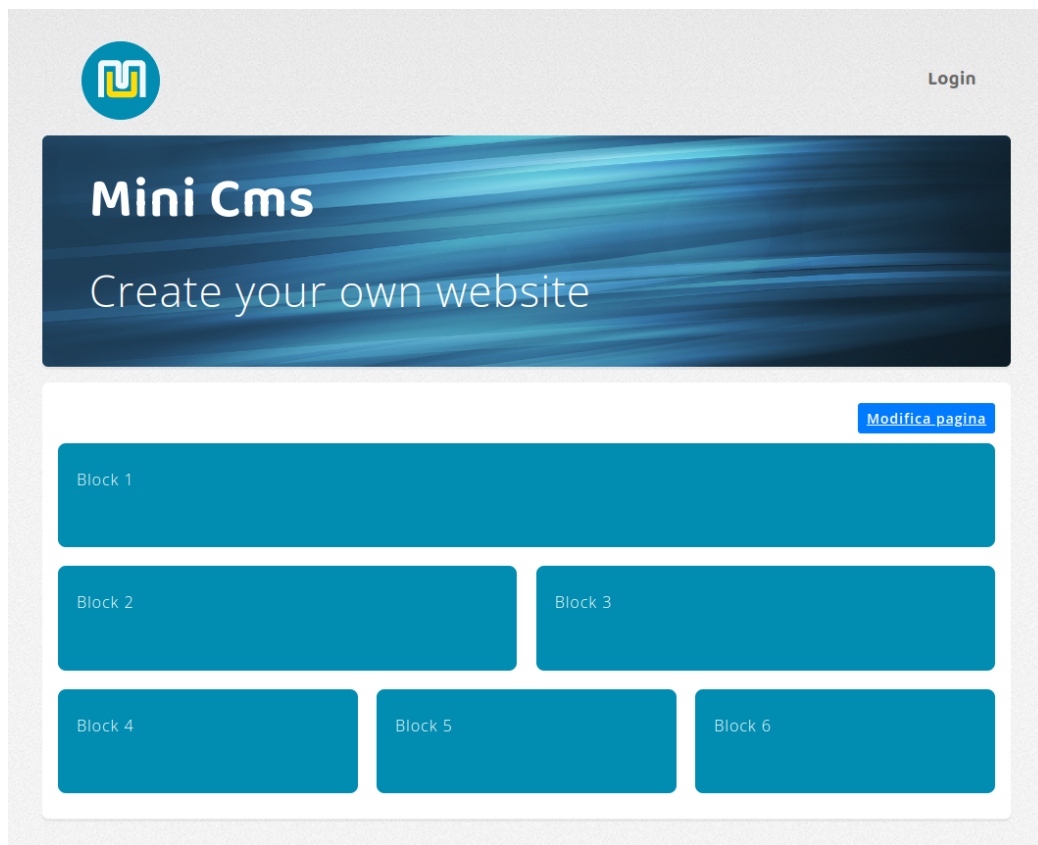 Login
Mini Cms
Create your own website
Modifica pagina
Block 1
Block 2
Block 3
Block 4
Block 5
Block 6